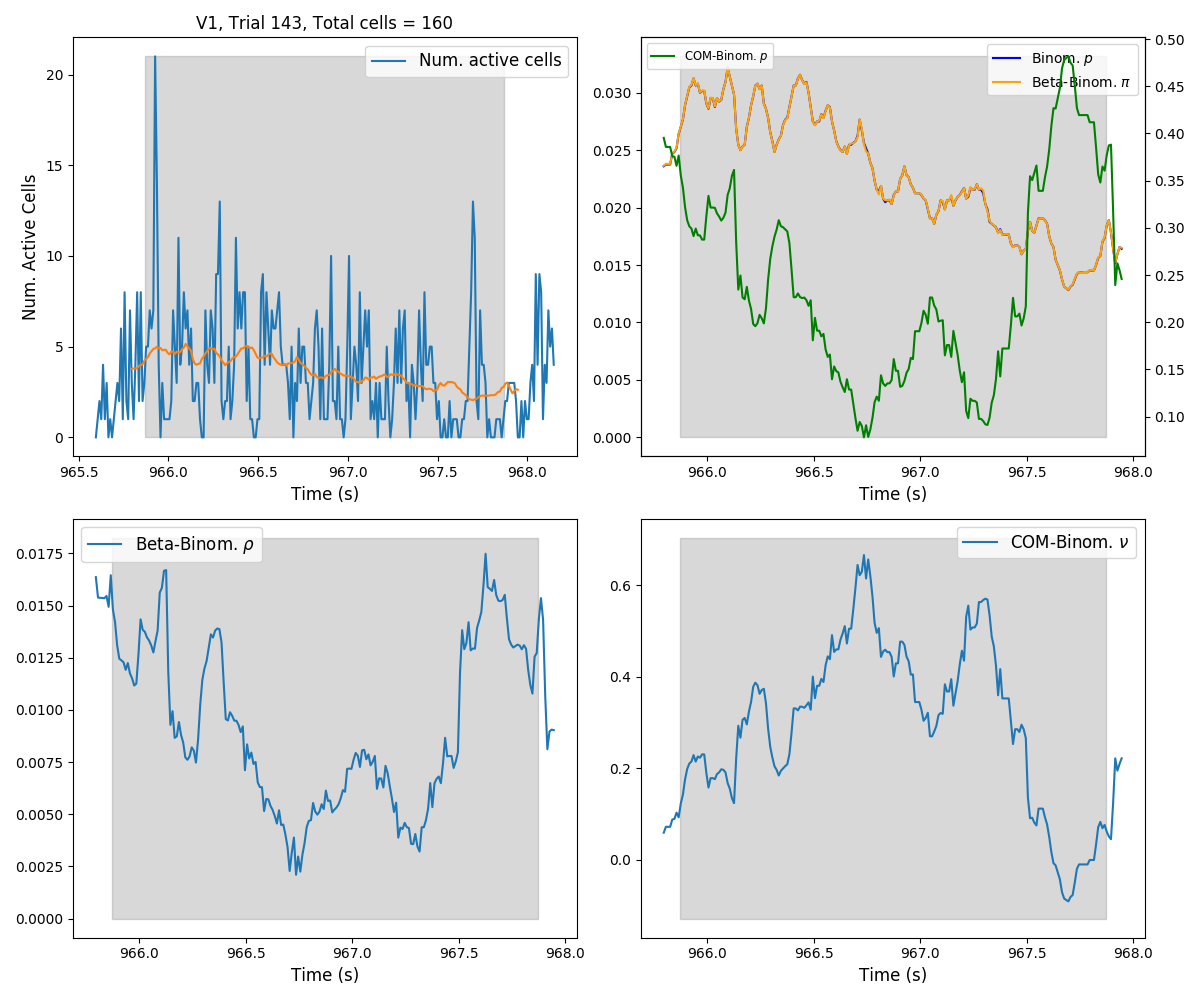 V1, Trial 143, Total cells = 160
Num. active cells
Num. Active Cells
20
15
10
5
0
965.5 966.0 966.5 967.0 967.5 968.0
Time (s)
COM-Binom. p
Binom. p
Beta-Binom. π
0.030
0.025
0.020
0.015
0.010
0.005
0.000
0.50
0.45
0.40
0.35
0.30
0.25
0.20
0.15
0.10
966.0 966.5 967.0 967.5 968.0
Time (s)
Beta-Binom. ρ
0.0175
0.0150
0.0125
0.0100
0.0075
0.0050
0.0025
0.0000
966.0 966.5 967.0 967.5 968.0
Time (s)
COM-Binom. ν
0.6
0.4
0.2
0.0
966.0 966.5 967.0 967.5 968.0
Time (s)